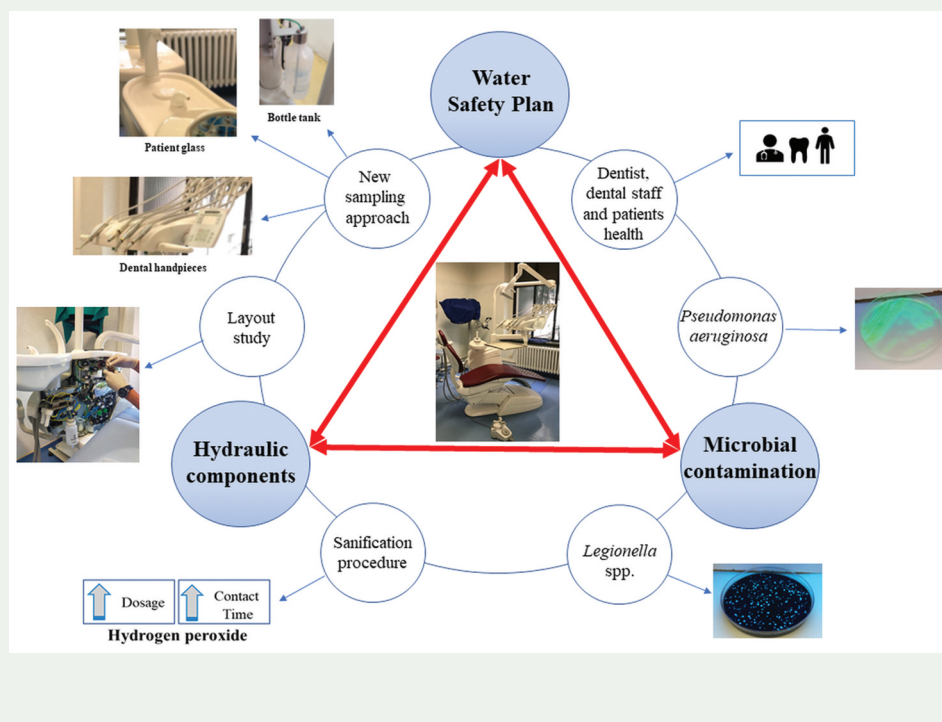 Water
Safety Plan
Bottle tank
Patient glass
New
sampling
approach
Dentist,
dental staff
and patients
health
Dental handpieces
Layout
study
Pseudomonas
aeruginosa
Hydraulic
components
Microbial
contamination
Sanification
procedure
Legionella
spp.
Dosage
Contact
Time
Hydrogen peroxide